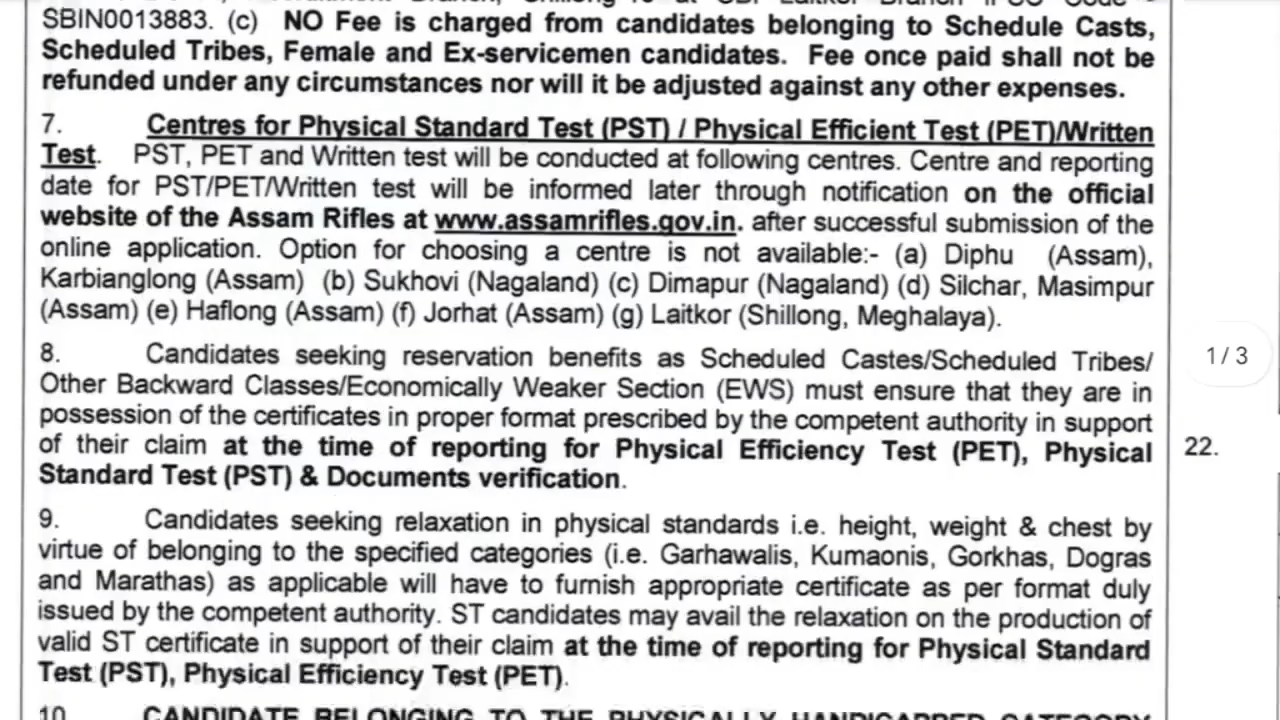 SBIN0013883. (c) NO Fee is charged from candidates belonging to Schedule Casts,
Scheduled Tribes, Female and Ex-servicemen candidates. Fee once paid shall not be
refunded under any circumstances nor will it be adjusted against any other expenses.
7. Centres for Physical Standard Test (PST) / Physical Efficient Test (PET)/Written
Test. PST, PET and Written test will be conducted at following centres. Centre and reporting
date for PST/PET/Written test will be informed later through notification on the official
website of the Assam Rifles at www.assamrifles.gov.in. after successful submission of the
online application. Option for choosing a centre is not available:- (a) Diphu (Assam),
Karbianglong (Assam) (b) Sukhovi (Nagaland) (c) Dimapur (Nagaland) (d) Silchar, Masimpur
(Assam) (e) Haflong (Assam) (f) Jorhat (Assam) (g) Laitkor (Shillong, Meghalaya).
8. Candidates seeking reservation benefits as Scheduled Castes/Scheduled Tribes/
Other Backward Classes/Economically Weaker Section (EWS) must ensure that they are in
possession of the certificates in proper format prescribed by the competent authority in support
of their claim at the time of reporting for Physical Efficiency Test (PET), Physical
Standard Test (PST) & Documents verification.
9. Candidates seeking relaxation in physical standards i.e. height, weight & chest by
virtue of belonging to the specified categories (i.e. Garhawalis, Kumaonis, Gorkhas, Dogras
and Marathas) as applicable will have to furnish appropriate certificate as per format duly
issued by the competent authority. ST candidates may avail the relaxation on the production of
valid ST certificate in support of their claim at the time of reporting for Physical Standard
Test (PST), Physical Efficiency Test (PET).
10 CANDIDATE BELONGING TO THE PHYSICALLY HANDICAPPED CATEGORY
1 / 3
22.